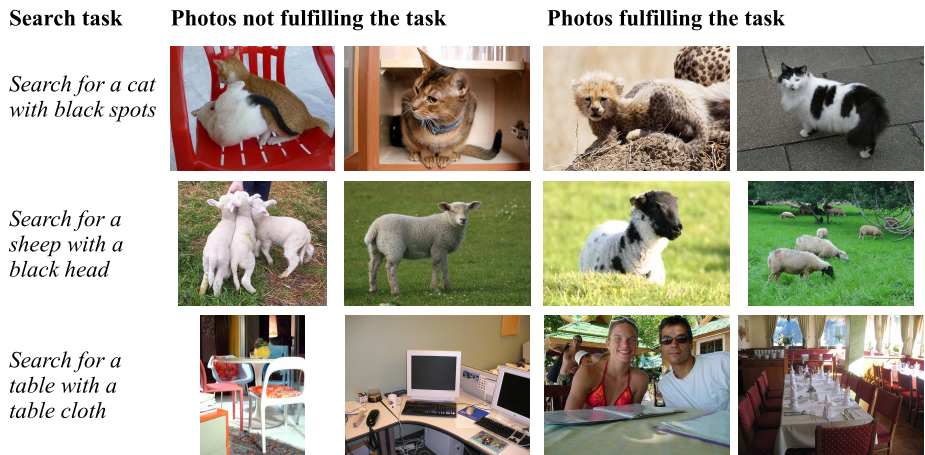 Search task
Photos not fulfilling the task
Photos fulfilling the task
Search for a cat
with black spots
Search for a
sheep with a
black head
Search for a
table with a
table cloth